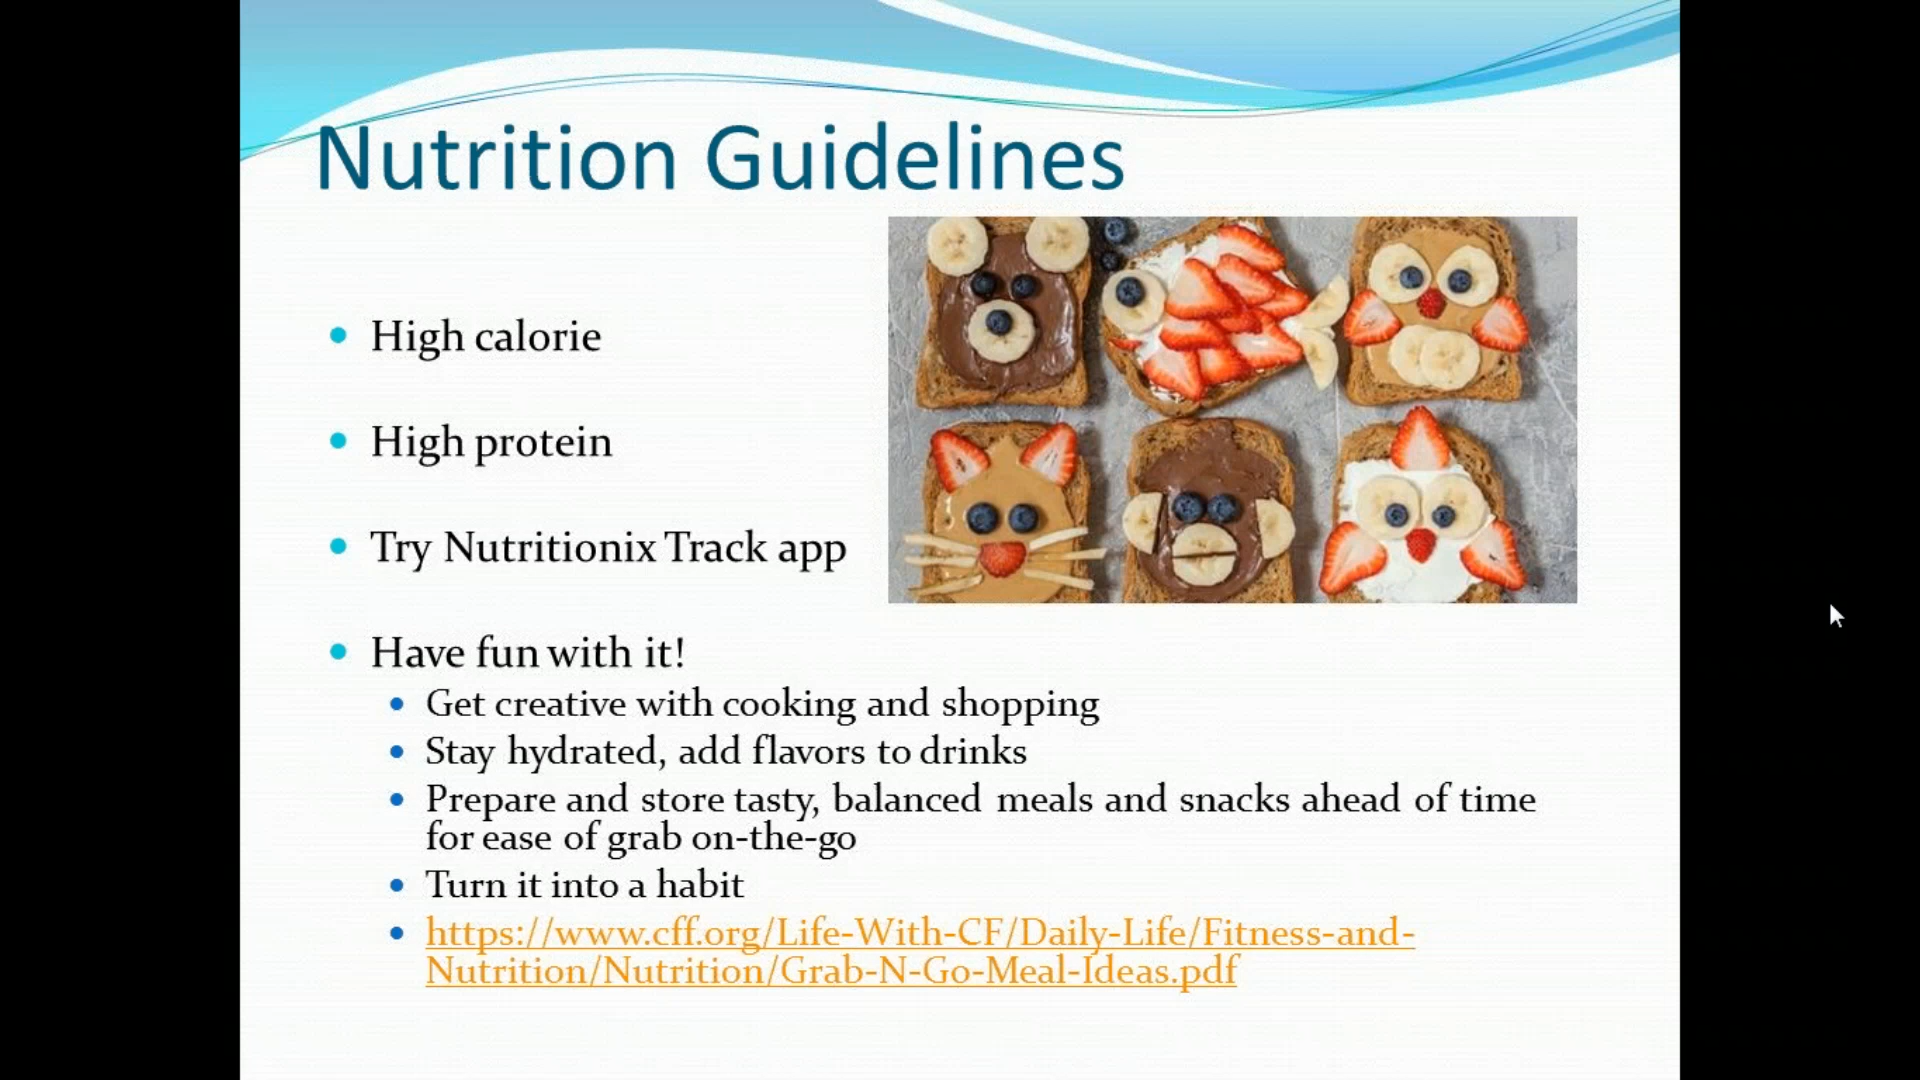 Nutrition Guidelines
High calorie
High protein
Try Nutritionix Track app
Have fun with it!
Get creative with cooking and shopping
Stay hydrated, add flavors to drinks
Prepare and store tasty, balanced meals and snacks ahead of time
for ease of grab on-the-go
Turn it into a habit
https://www.cff.org/Life-With-CF/Daily-Life/Fitness-and-
Nutrition/Nutrition/Grab-N-Go-Meal-Ideas.pdf